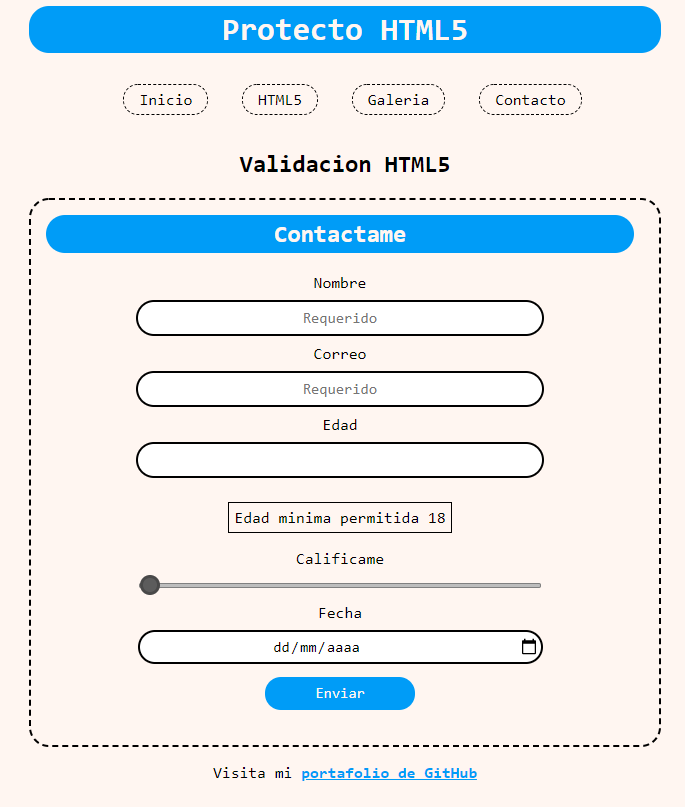 Protecto HTML5
Inicio HTML5 Galeria Contacto
Validacion HTML5
Contactame
Nombre
Requerido
Correo
Requerido
Edad
Edad minima permitida 18
Calificame
Fecha
dd/mm/aaaa
Enviar
Visita mi portafolio de GitHub